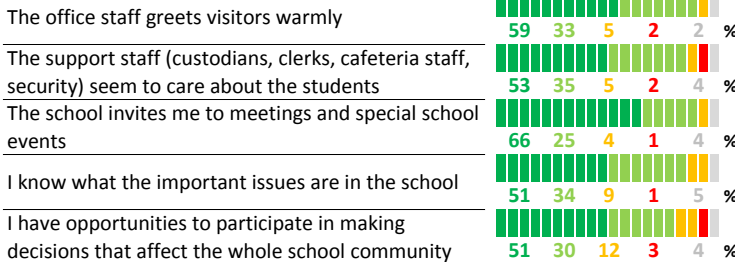 The office staff greets visitors warmly
59 33 5 2 2 %
The support staff (custodians, clerks, cafeteria staff,
security) seem to care about the students
53 35 5 2 4 %
The school invites me to meetings and special school
events
66 25 4 1 4 %
I know what the important issues are in the school
51 34 9 1 5 %
I have opportunities to participate in making
decisions that affect the whole school community
51 30 12 3 4 %